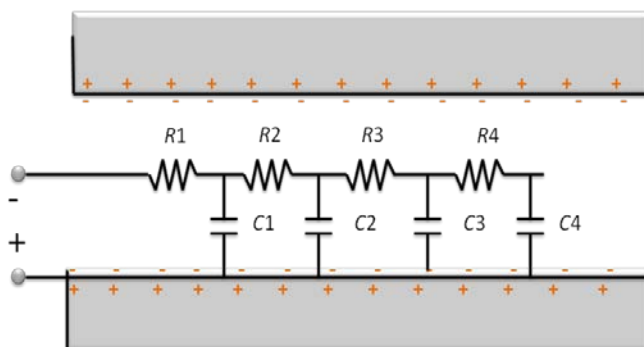 + + + + + + + + + + + + +
- - - - - - - - - - - - -
R1 R2 R3 R4
-
C1 C2 C3 C4
+
- - - - - - - - - - - - -
+ + + + + + + + + + + + +